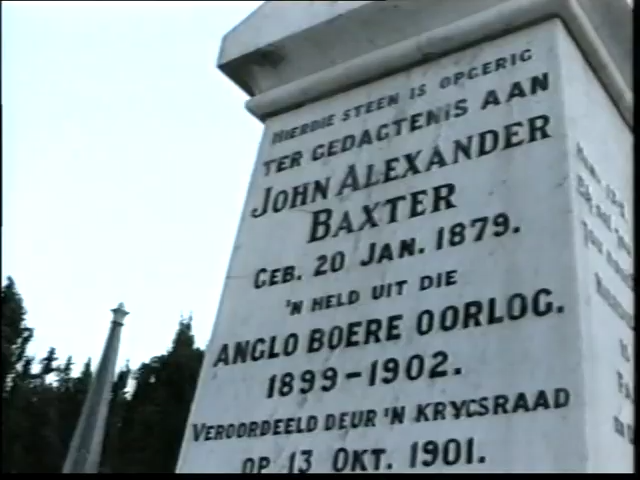 HIERDIE STEEN IS OPGERIG
TER GEDAGTENIS AAN
JOHN ALEXANDER
BAXTER
GEB. 20 JAN. 1879.
'N HELD UIT DIE
ANGLO BOERE OORLOG.
1899-1902.
VEROORDEELD DEUR 'N KRYGSRAAD
OP 13 OKT. 1901.